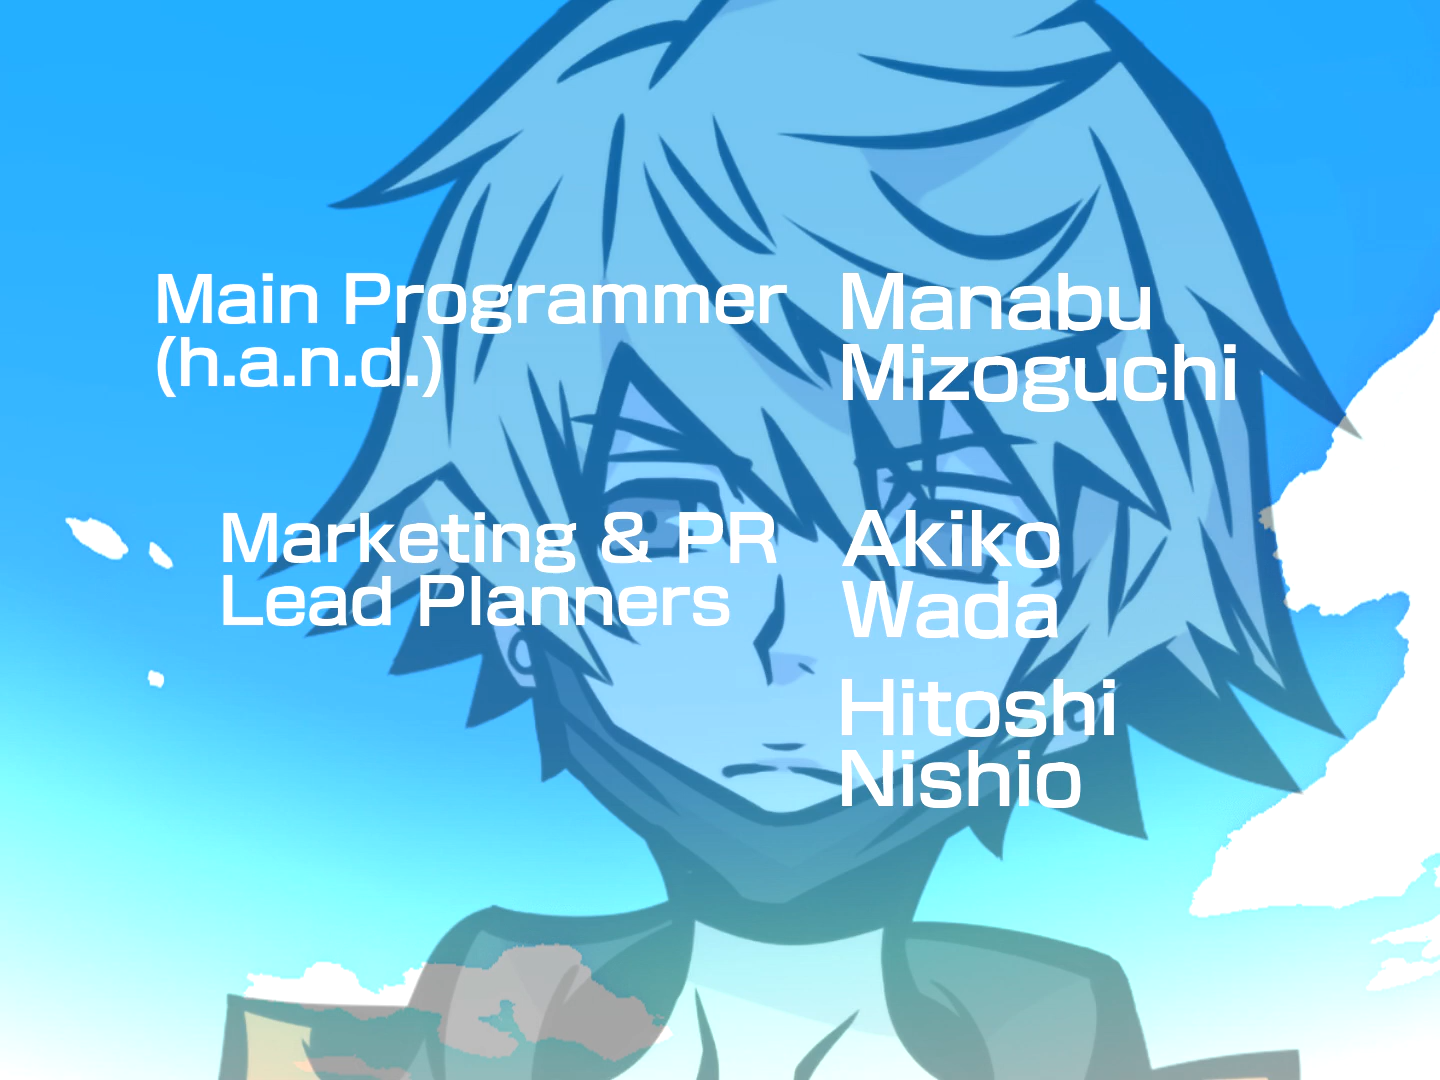 Main Programmer
(h.a.n.d.)
Manabu
Mizoguchi
Marketing & PR
Lead Planners
Akiko
Wada
Hitoshi
Nishio